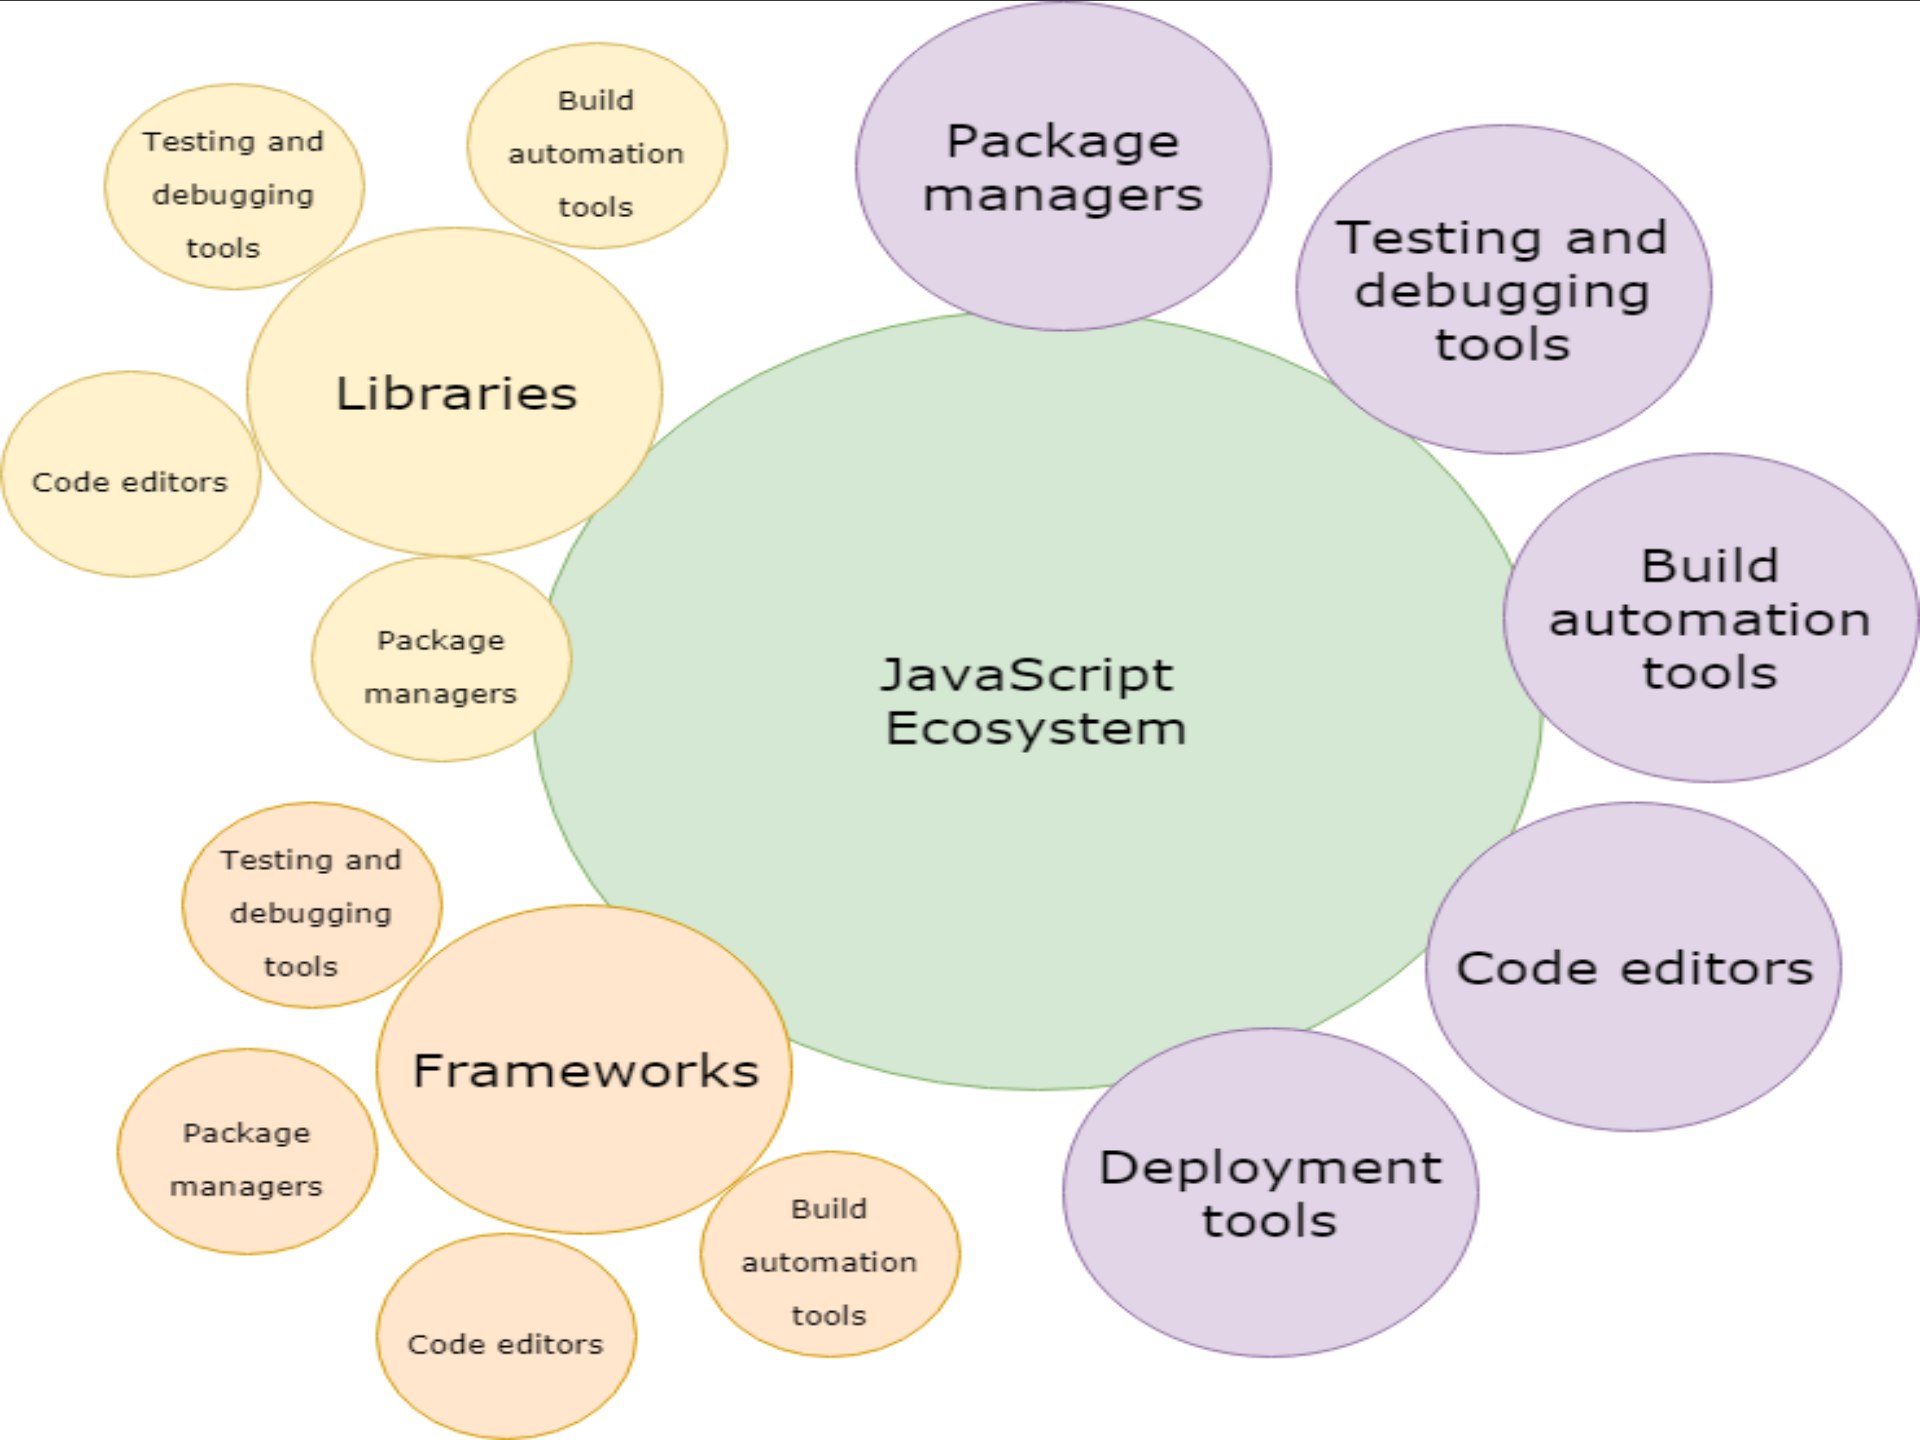 Build
automation
tools
Testing and
debugging
tools
Libraries
Code editors
Package
managers
Package
managers
Testing and
debugging
tools
Build
automation
tools
JavaScript
Ecosystem
Code editors
Deployment
tools
Testing and
debugging
tools
Frameworks
Package
managers
Build
automation
tools
Code editors